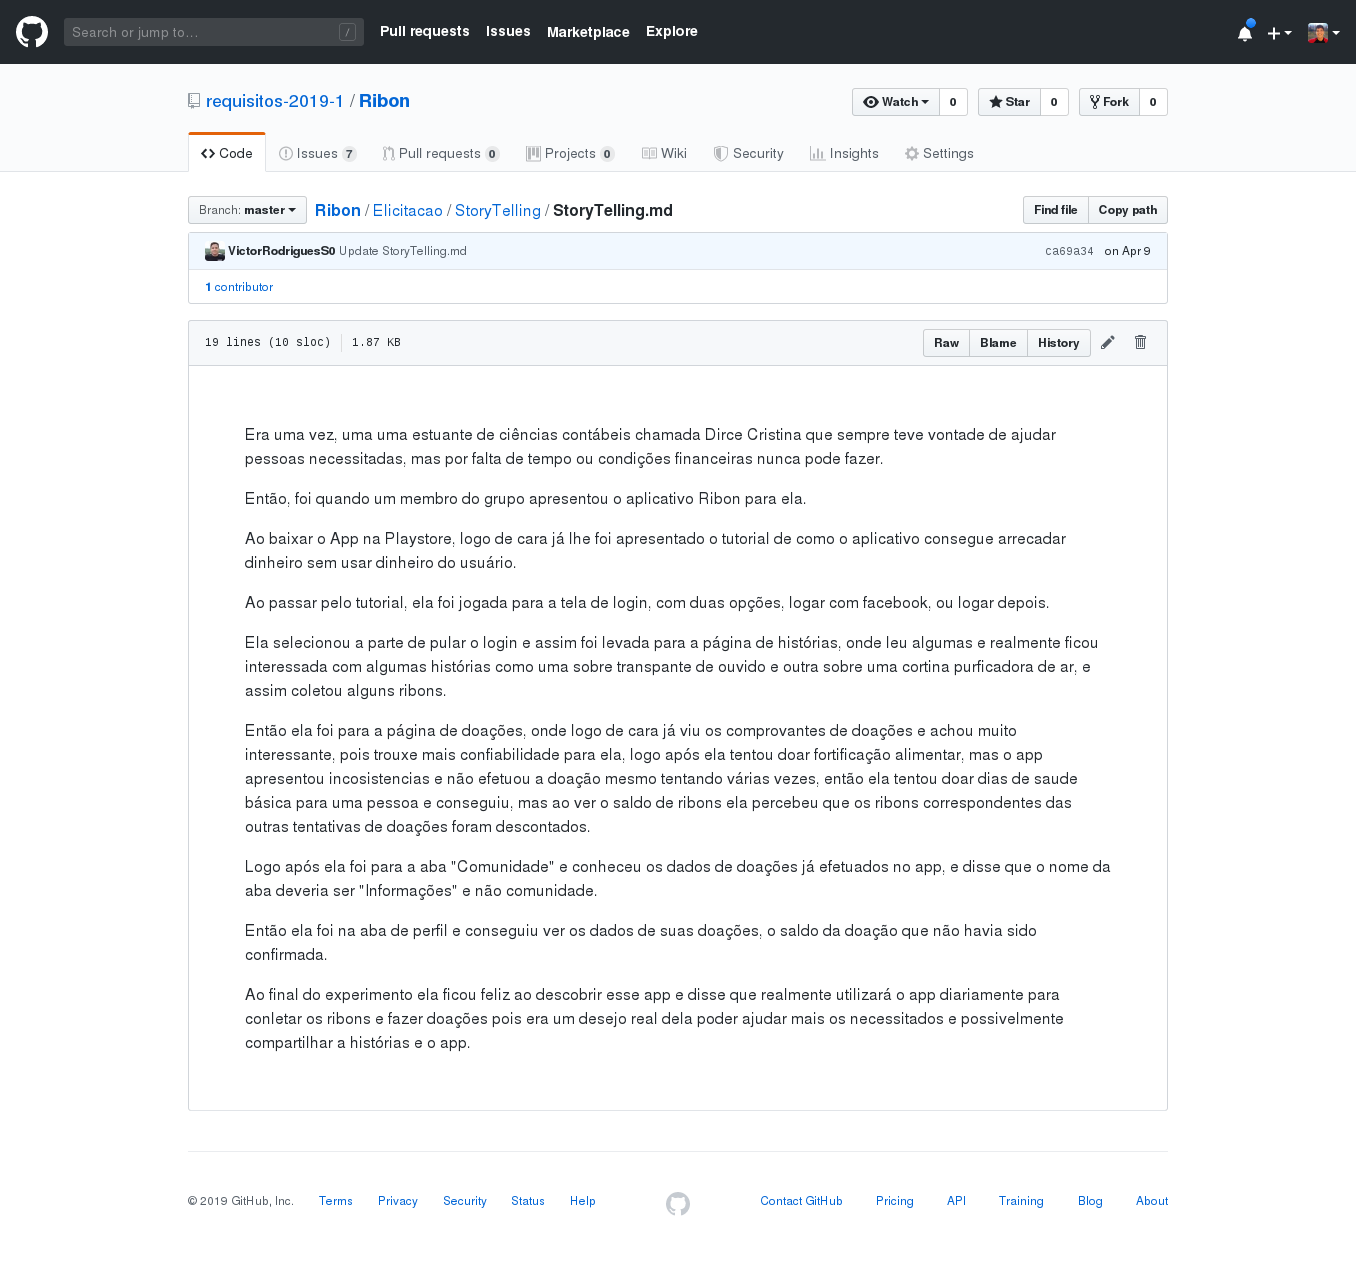 Search or jump to... /
Pull requests Issues Marketplace Explore
requisitos-2019-1 / Ribon
Watch 0 Star 0 Fork 0
Code Issues 7 Pull requests 0 Projects 0 Wiki Security Insights Settings
Branch: master Ribon / Elicitacao / StoryTelling / StoryTelling.md Find file Copy path
VictorRodriguesS0 Update StoryTelling.md ca69a34 on Apr 9
1 contributor
19 lines (10 sloc) 1.87 KB Raw Blame History
Era uma vez, uma uma estuante de ciências contábeis chamada Dirce Cristina que sempre teve vontade de ajudar
pessoas necessitadas, mas por falta de tempo ou condições financeiras nunca pode fazer.
Então, foi quando um membro do grupo apresentou o aplicativo Ribon para ela.
Ao baixar o App na Playstore, logo de cara já lhe foi apresentado o tutorial de como o aplicativo consegue arrecadar
dinheiro sem usar dinheiro do usuário.
Ao passar pelo tutorial, ela foi jogada para a tela de login, com duas opções, logar com facebook, ou logar depois.
Ela selecionou a parte de pular o login e assim foi levada para a página de histórias, onde leu algumas e realmente ficou
interessada com algumas histórias como uma sobre transpante de ouvido e outra sobre uma cortina purficadora de ar, e
assim coletou alguns ribons.
Então ela foi para a página de doações, onde logo de cara já viu os comprovantes de doações e achou muito
interessante, pois trouxe mais confiabilidade para ela, logo após ela tentou doar fortificação alimentar, mas o app
apresentou incosistencias e não efetuou a doação mesmo tentando várias vezes, então ela tentou doar dias de saude
básica para uma pessoa e conseguiu, mas ao ver o saldo de ribons ela percebeu que os ribons correspondentes das
outras tentativas de doações foram descontados.
Logo após ela foi para a aba "Comunidade" e conheceu os dados de doações já efetuados no app, e disse que o nome da
aba deveria ser "Informações" e não comunidade.
Então ela foi na aba de perfil e conseguiu ver os dados de suas doações, o saldo da doação que não havia sido
confirmada.
Ao final do experimento ela ficou feliz ao descobrir esse app e disse que realmente utilizará o app diariamente para
conletar os ribons e fazer doações pois era um desejo real dela poder ajudar mais os necessitados e possivelmente
compartilhar a histórias e o app.
© 2019 GitHub, Inc. Terms Privacy Security Status Help Contact GitHub Pricing API Training Blog About